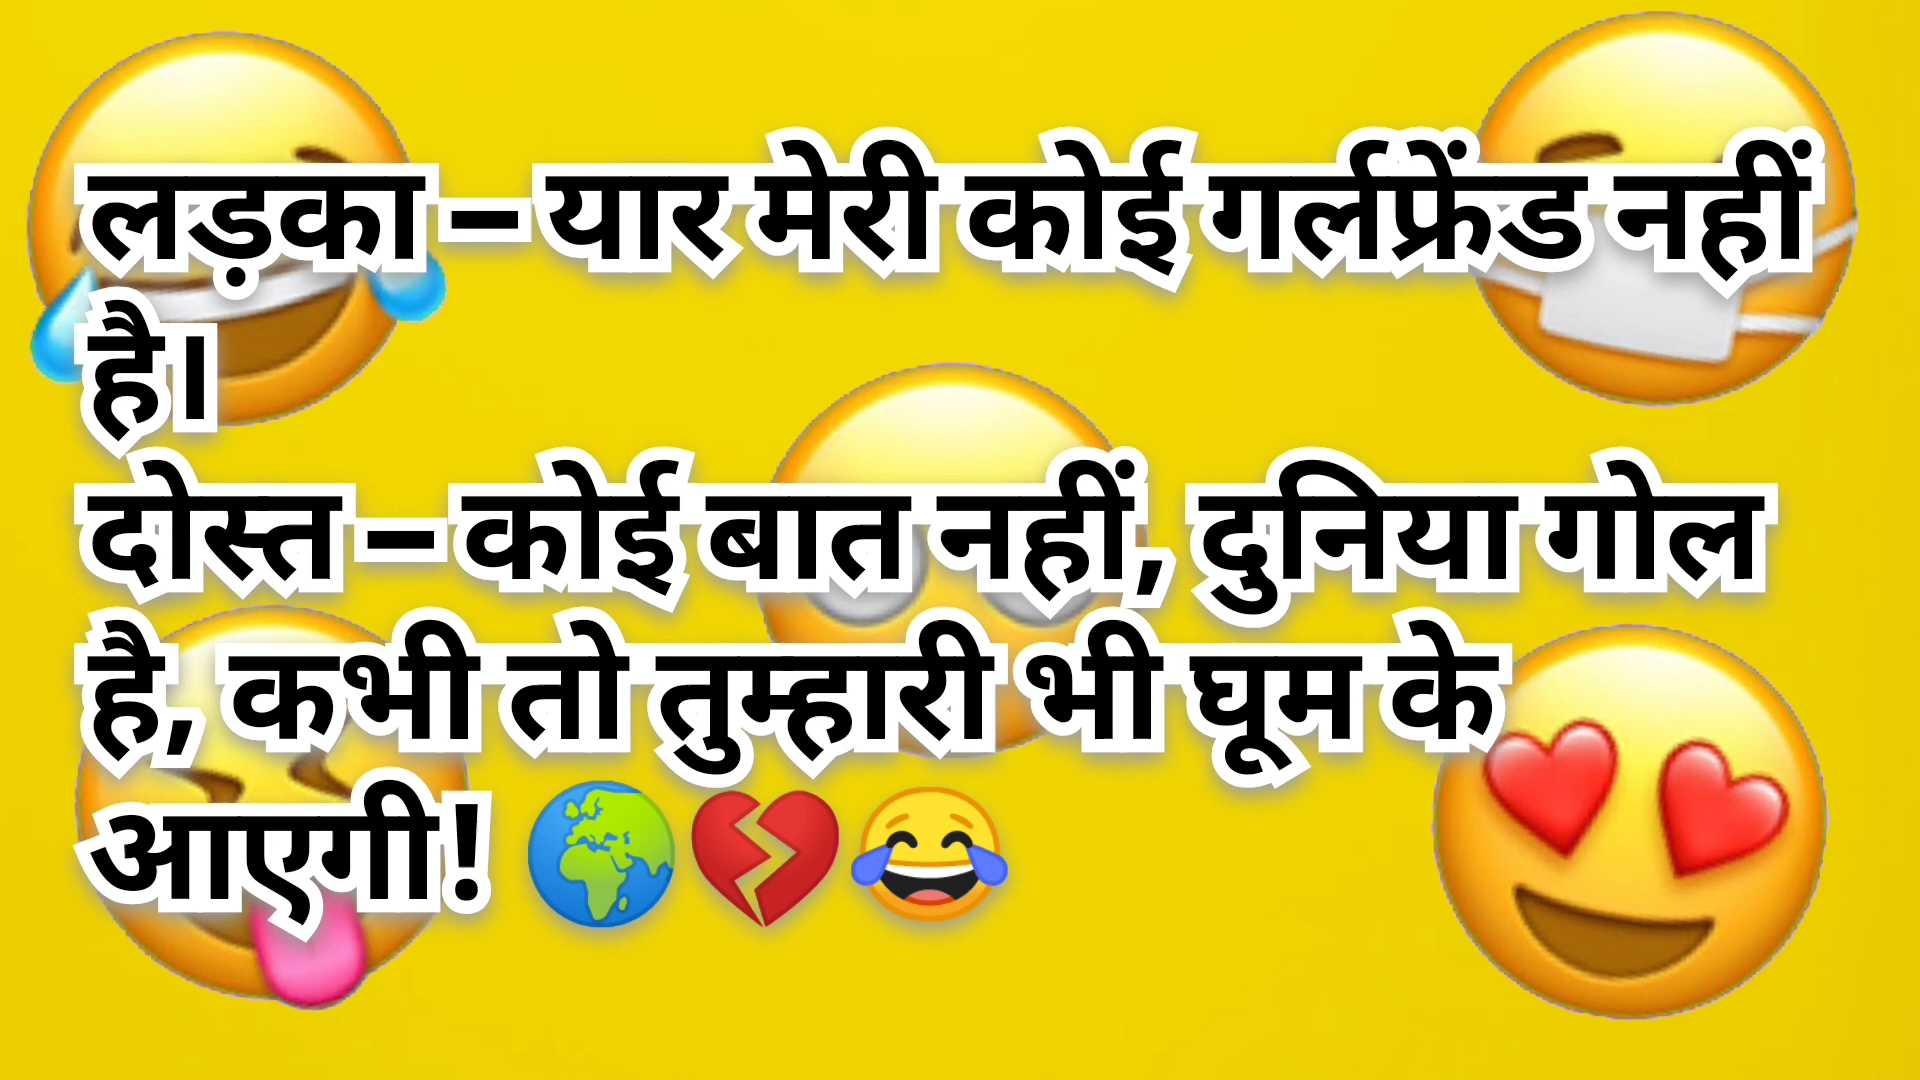 लड़का – यार मेरी कोई गर्लफ्रेंड नहीं
है।
दोस्त – कोई बात नहीं, दुनिया गोल
है, कभी तो तुम्हारी भी घूम के
आएगी! 🌍💔😂